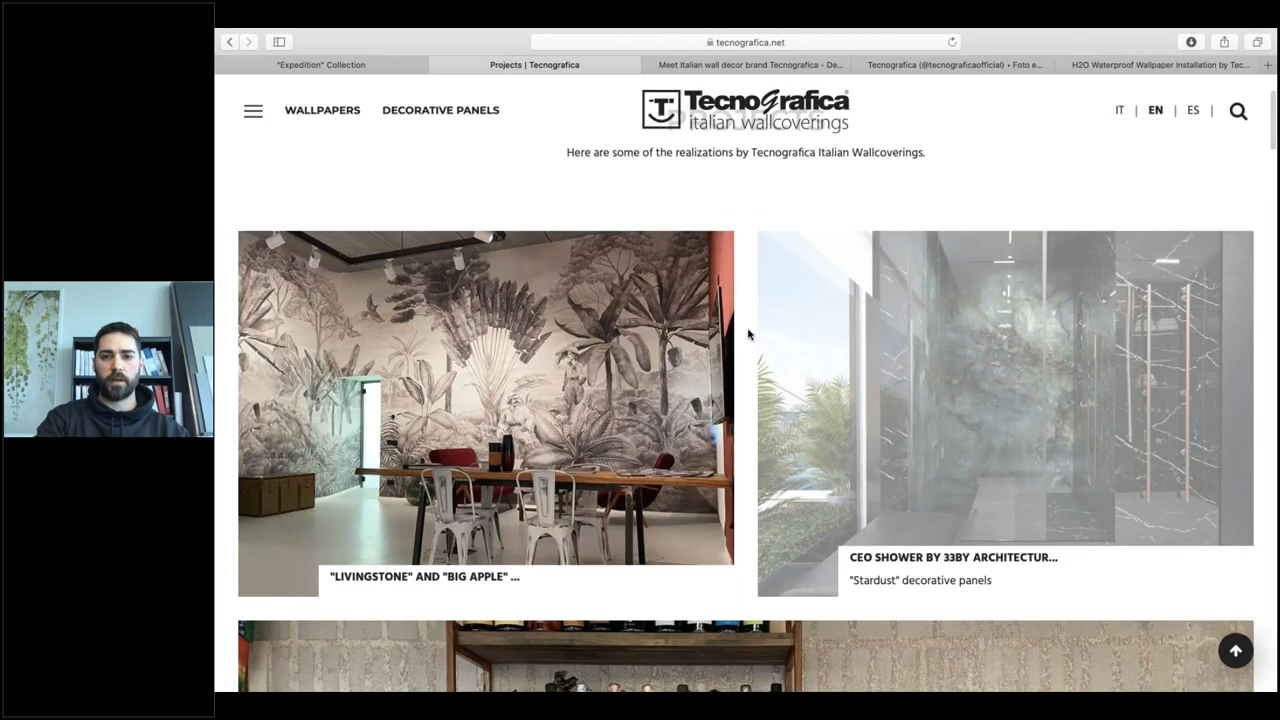 tecnografica.net
"Expedition" Collection
Projects | Tecnografica
Meet Italian wall decor brand Tecnografica - De...
Tecnografica (@tecnograficaofficial) • Foto e...
H2O Waterproof Wallpaper Installation by Tec...
WALLPAPERS
DECORATIVE PANELS
TecnoGrafica
italian wallcoverings
PROJECTS
IT | EN | ES |
Here are some of the realizations by Tecnografica Italian Wallcoverings.
"LIVINGSTONE" AND "BIG APPLE" ...
CEO SHOWER BY 33BY ARCHITECTUR...
"Stardust" decorative panels